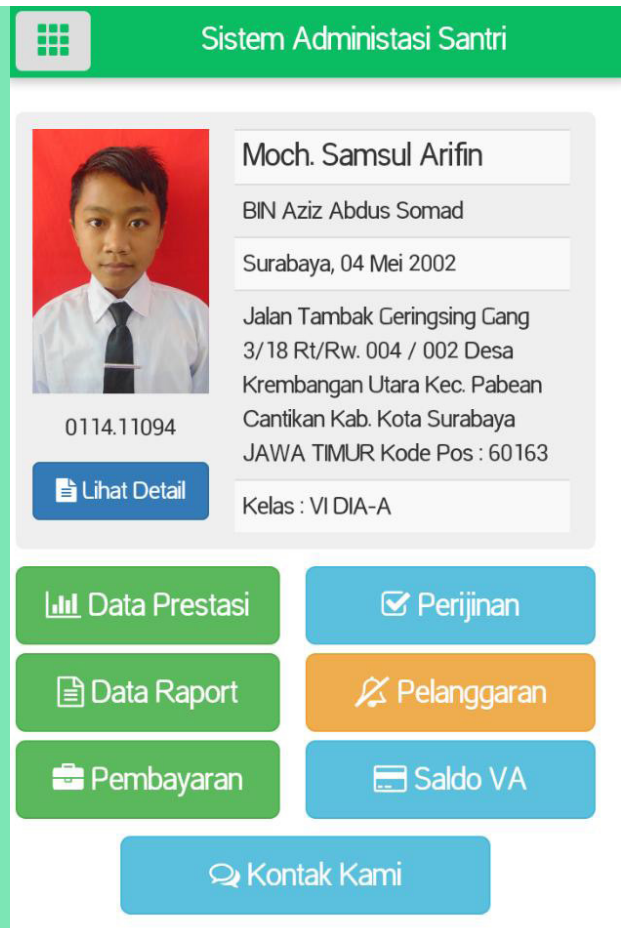 Sistem Administasi Santri
Moch. Samsul Arifin
BIN Aziz Abdus Somad
Surabaya, 04 Mei 2002
Jalan Tambak Geringsing Gang
3/18 Rt/Rw. 004 / 002 Desa
Krembangan Utara Kec. Pabean
Cantikan Kab. Kota Surabaya
JAWA TIMUR Kode Pos : 60163
Kelas : VI DIA-A
0114.11094
Lihat Detail
Data Prestasi
Perijinan
Data Raport
Pelanggaran
Pembayaran
Saldo VA
Kontak Kami